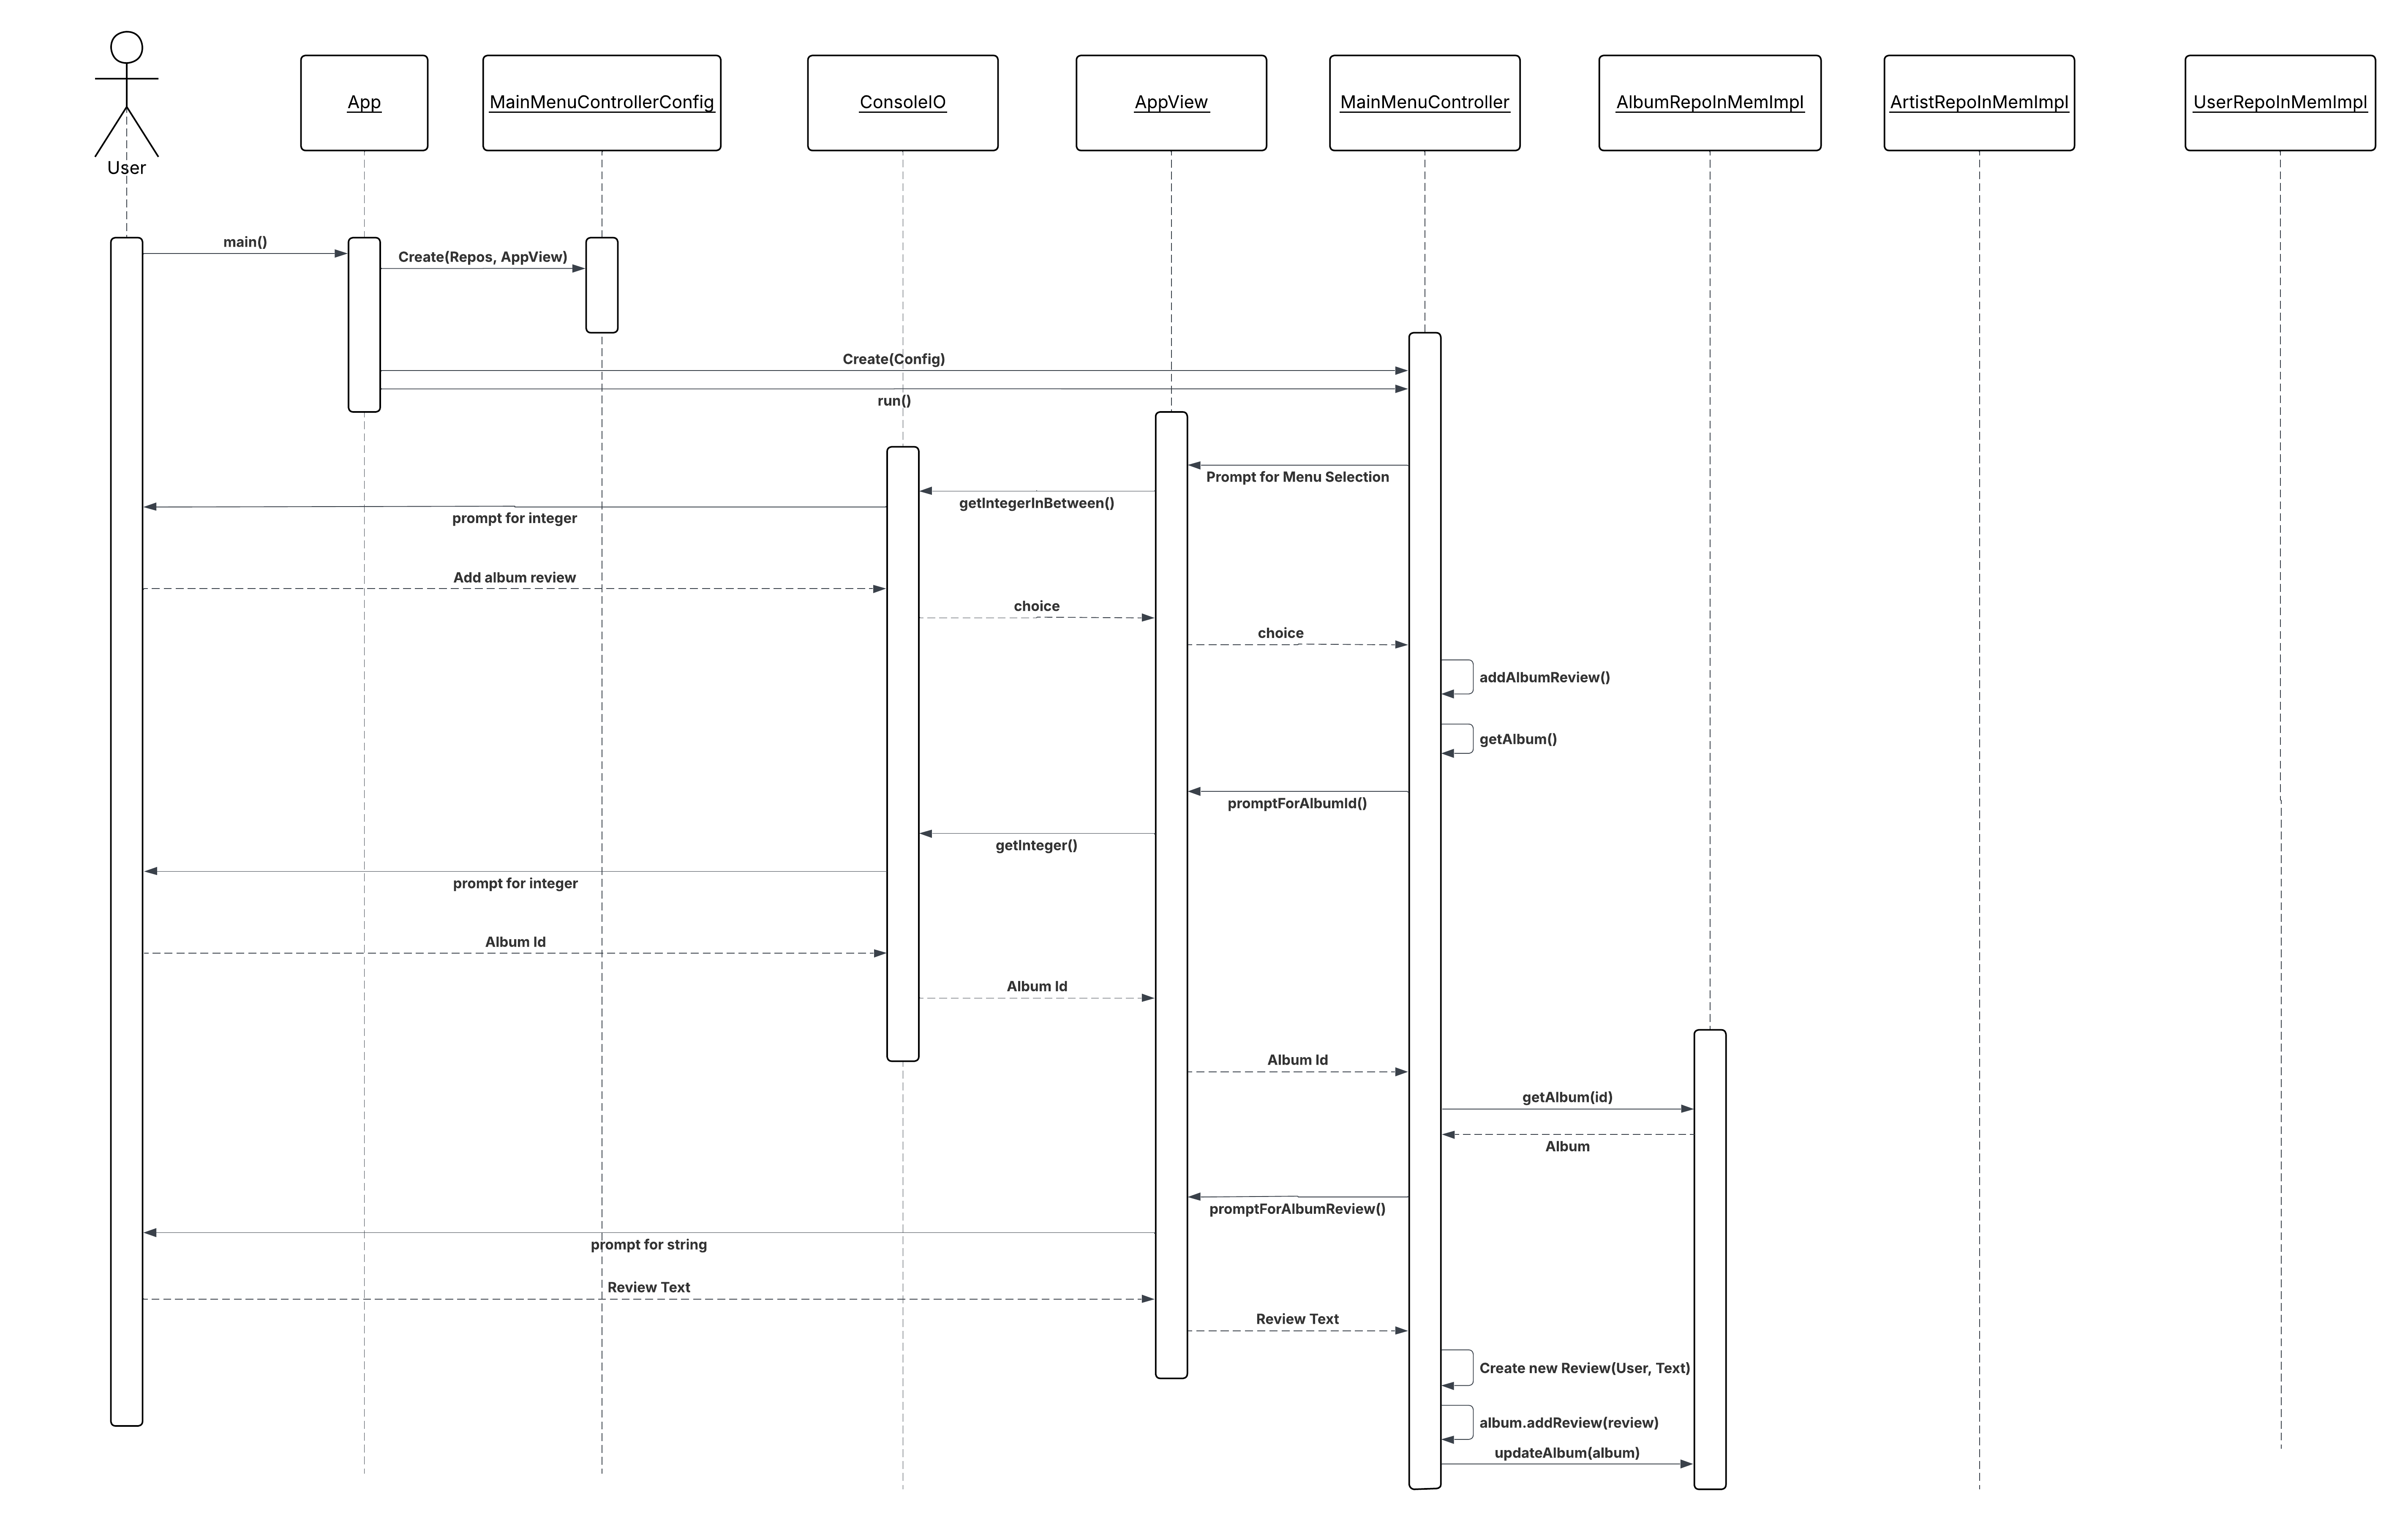 App
MainMenuControllerConfig
ConsoleIO
AppView
MainMenuController
AlbumRepoInMemImpl
ArtistRepoInMemImpl
UserRepoInMemImpl
User
main()
Create(Repos, AppView)
Create(Config)
run()
Prompt for Menu Selection
getIntegerInBetween()
prompt for integer
Add album review
choice
choice
addAlbumReview()
getAlbum()
promptForAlbumId()
getInteger()
prompt for integer
Album Id
Album Id
Album Id
getAlbum(id)
Album
promptForAlbumReview()
prompt for string
Review Text
Review Text
Create new Review(User, Text)
album.addReview(review)
updateAlbum(album)